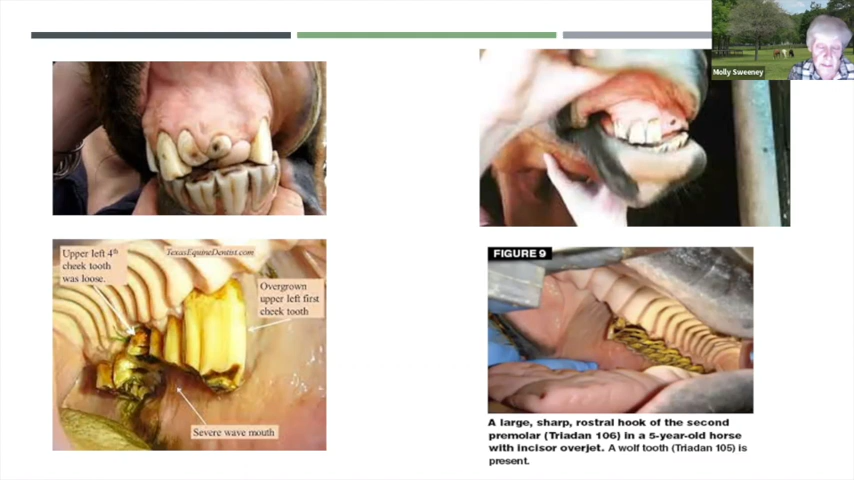 Molly Sweeney
Upper left 4th
cheek tooth
was loose.
TexasEquineDentist.com
Overgrown
upper left first
cheek tooth
Severe wave mouth
FIGURE 9
A large, sharp, rostral hook of the second
premolar (Triadan 106) in a 5-year-old horse
with incisor overjet. A wolf tooth (Triadan 105) is
present.